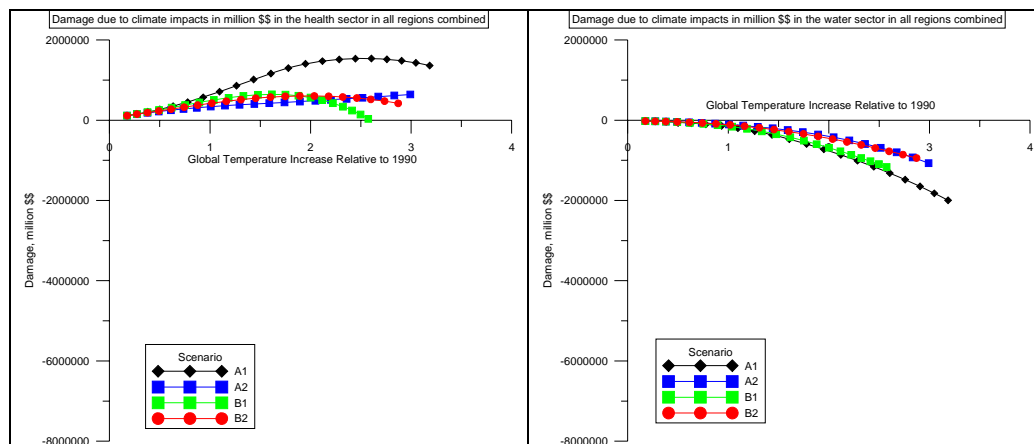 Damage due to climate impacts in million $$ in the health sector in all regions combined
2000000
0
-2000000
-4000000
-6000000
-8000000
Damage, million $$
0
1
2
3
4
Global Temperature Increase Relative to 1990
Scenario
A1
A2
B1
B2
Damage due to climate impacts in million $$ in the water sector in all regions combined
2000000
0
-2000000
-4000000
-6000000
-8000000
Damage, million $$
Global Temperature Increase Relative to 1990
0
1
2
3
4
Scenario
A1
A2
B1
B2